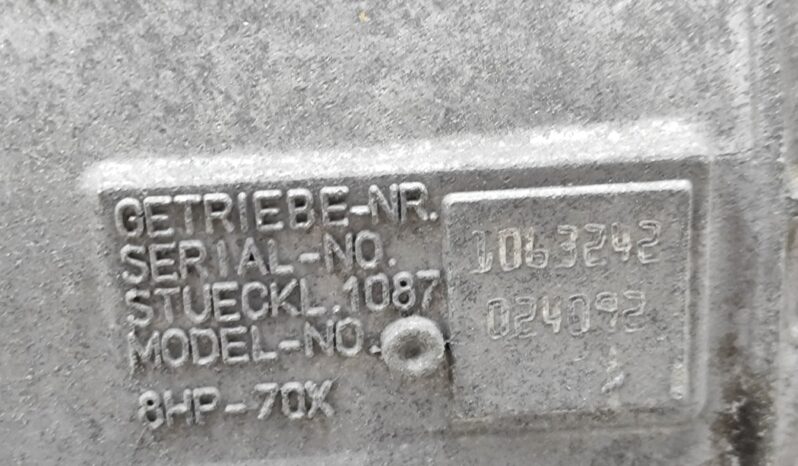 GETRIEBE-NR.
SERIAL-NO.
STUECKL.1087
MODEL-NO.
8HP-70X
1063242
024092